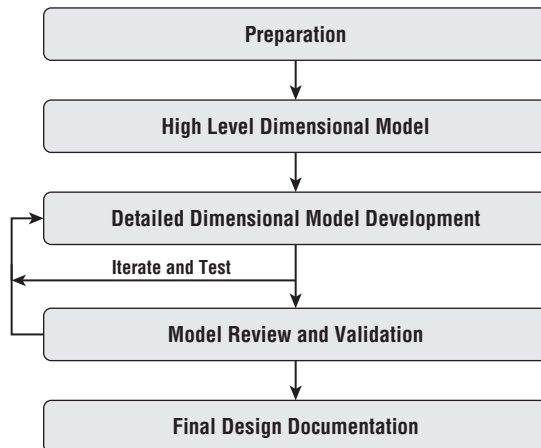 Preparation
High Level Dimensional Model
Detailed Dimensional Model Development
Iterate and Test
Model Review and Validation
Final Design Documentation